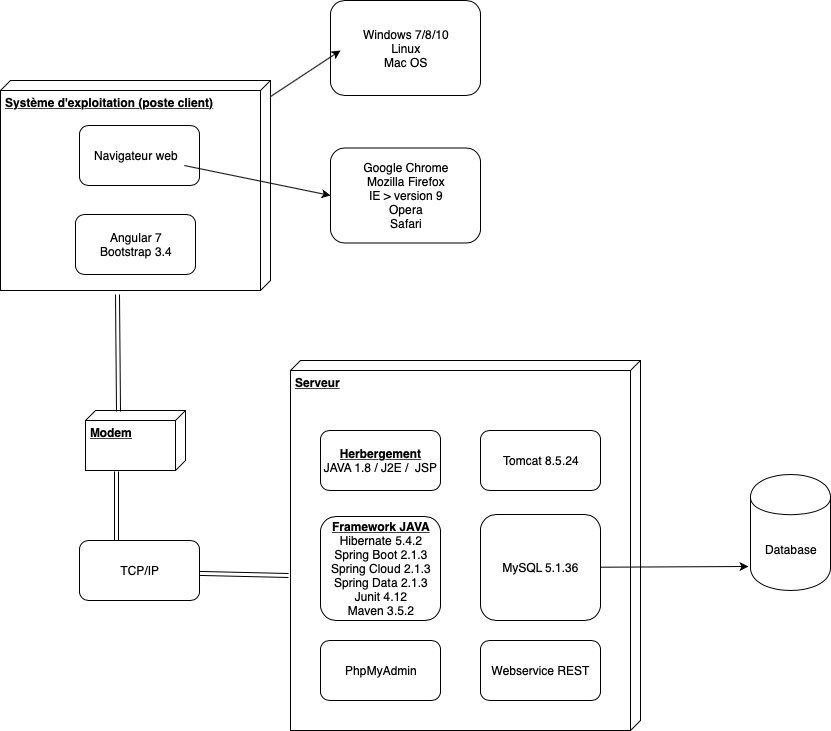 Windows 7/8/10
Linux
Mac OS
Système d'exploitation (poste client)
Navigateur web
Google Chrome
Mozilla Firefox
IE > version 9
Opera
Safari
Angular 7
Bootstrap 3.4
Modem
TCP/IP
Serveur
Herbergement
JAVA 1.8 / J2E / JSP
Tomcat 8.5.24
Framework JAVA
Hibernate 5.4.2
Spring Boot 2.1.3
Spring Cloud 2.1.3
Spring Data 2.1.3
Junit 4.12
Maven 3.5.2
MySQL 5.1.36
Database
PhpMyAdmin
Webservice REST